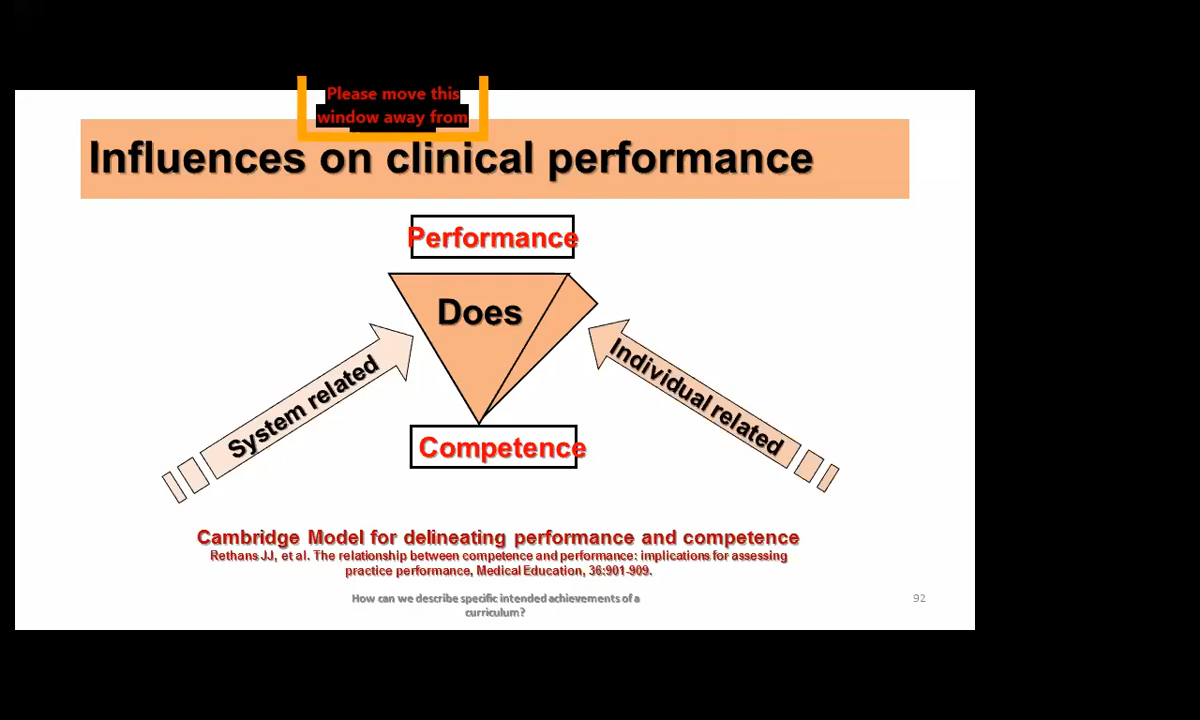 Please move this
window away from
Influences on clinical performance
Performance
Does
System related
Individual related
Competence
Cambridge Model for delineating performance and competence
Rethans JJ, et al. The relationship between competence and performance: implications for assessing
practice performance, Medical Education, 36:901-909.
How can we describe specific intended achievements of a
curriculum?
92